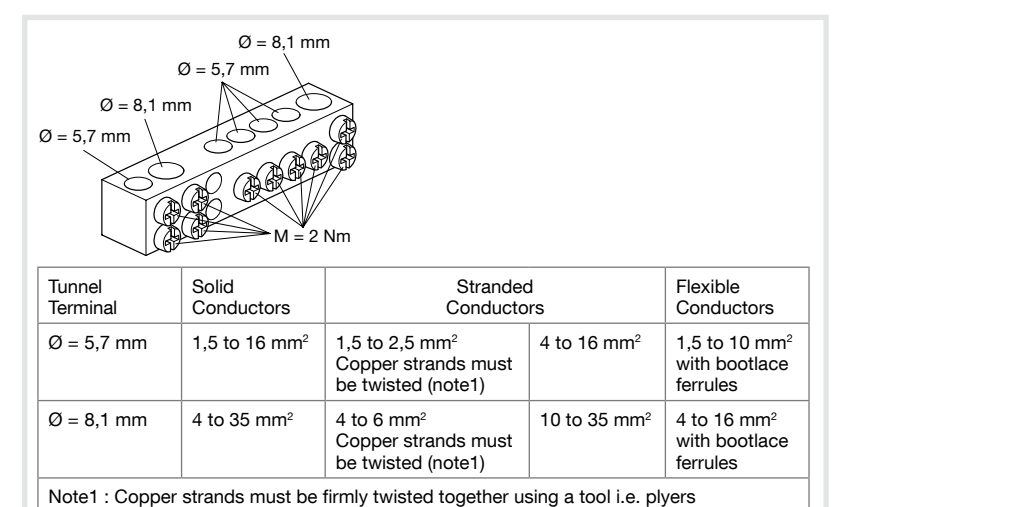 Ø = 8,1 mm
Ø = 5,7 mm
Ø = 8,1 mm
Ø = 5,7 mm
M = 2 Nm
Tunnel
Terminal
Solid
Conductors
Stranded
Conductors
Flexible
Conductors
Ø = 5,7 mm
1,5 to 16 mm²
1,5 to 2,5 mm²
Copper strands must
be twisted (note1)
4 to 16 mm²
1,5 to 10 mm²
with bootlace
ferrules
Ø = 8,1 mm
4 to 35 mm²
4 to 6 mm²
Copper strands must
be twisted (note1)
10 to 35 mm²
4 to 16 mm²
with bootlace
ferrules
Note1 : Copper strands must be firmly twisted together using a tool i.e. plyers